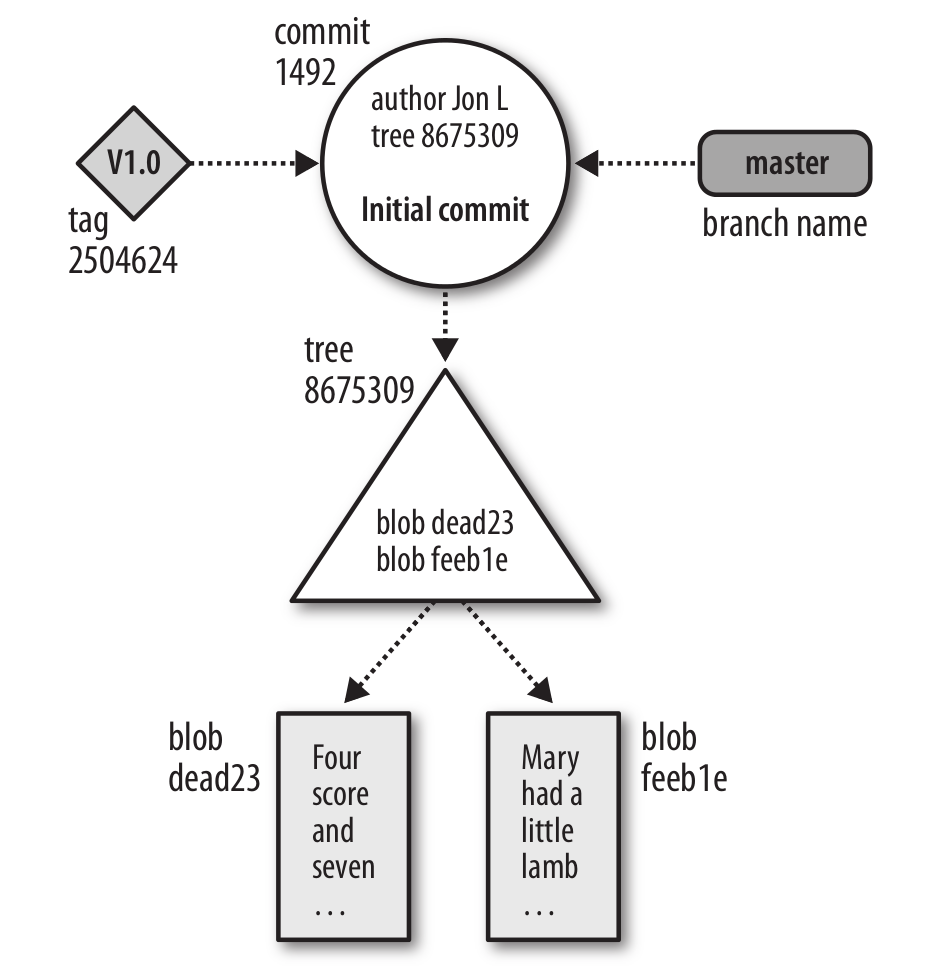 commit
1492
author Jon L
tree 8675309
Initial commit
V1.0
tag
2504624
master
branch name
tree
8675309
blob dead23
blob feeb1e
blob
dead23
Four
score
and
seven
...
Mary
had a
little
lamb
...
blob
feeb1e